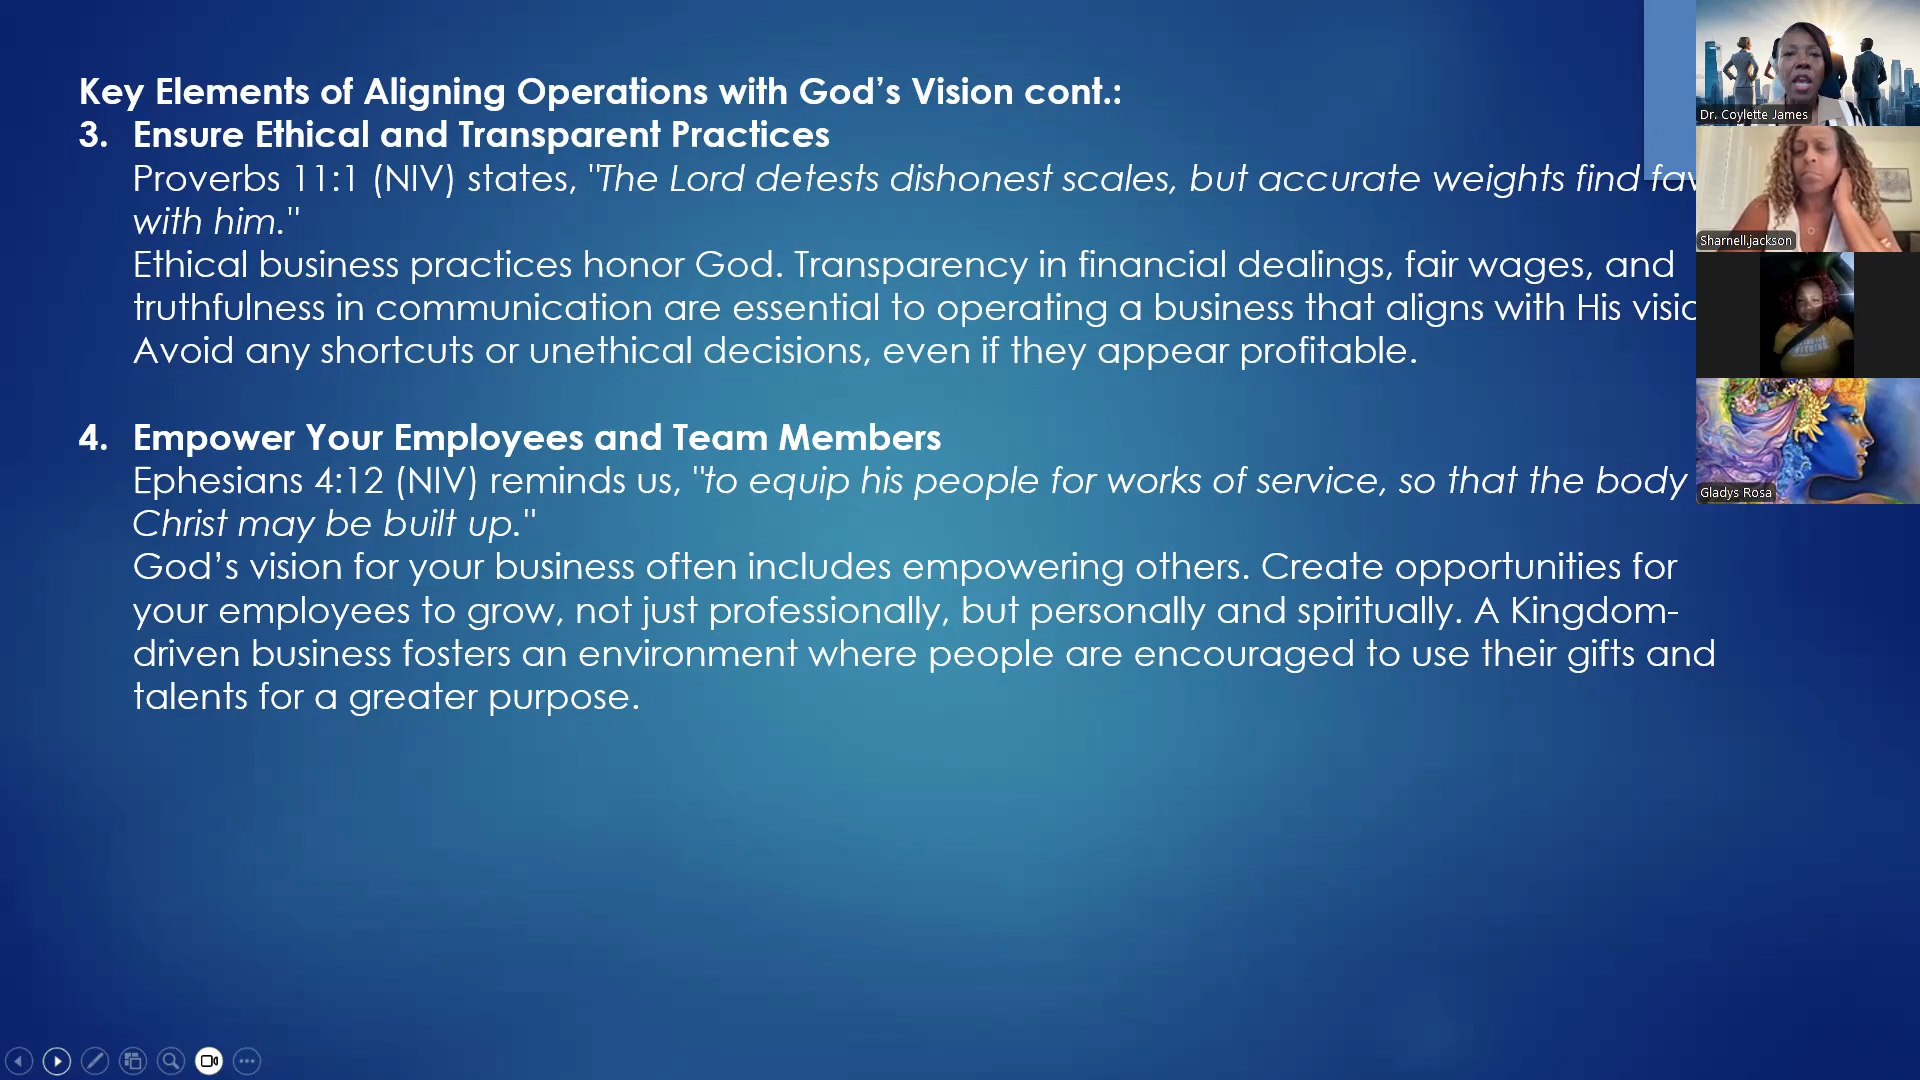 Key Elements of Aligning Operations with God’s Vision cont.:
3. Ensure Ethical and Transparent Practices
Proverbs 11:1 (NIV) states, "The Lord detests dishonest scales, but accurate weights find
with him."
Ethical business practices honor God. Transparency in financial dealings, fair wages, and
truthfulness in communication are essential to operating a business that aligns with His
Avoid any shortcuts or unethical decisions, even if they appear profitable.
4. Empower Your Employees and Team Members
Ephesians 4:12 (NIV) reminds us, "to equip his people for works of service, so that the body
Christ may be built up."
God’s vision for your business often includes empowering others. Create opportunities for
your employees to grow, not just professionally, but personally and spiritually. A Kingdom-
driven business fosters an environment where people are encouraged to use their gifts and
talents for a greater purpose.
Dr. Coylette James
Sharnell.jackson
Gladys Rosa